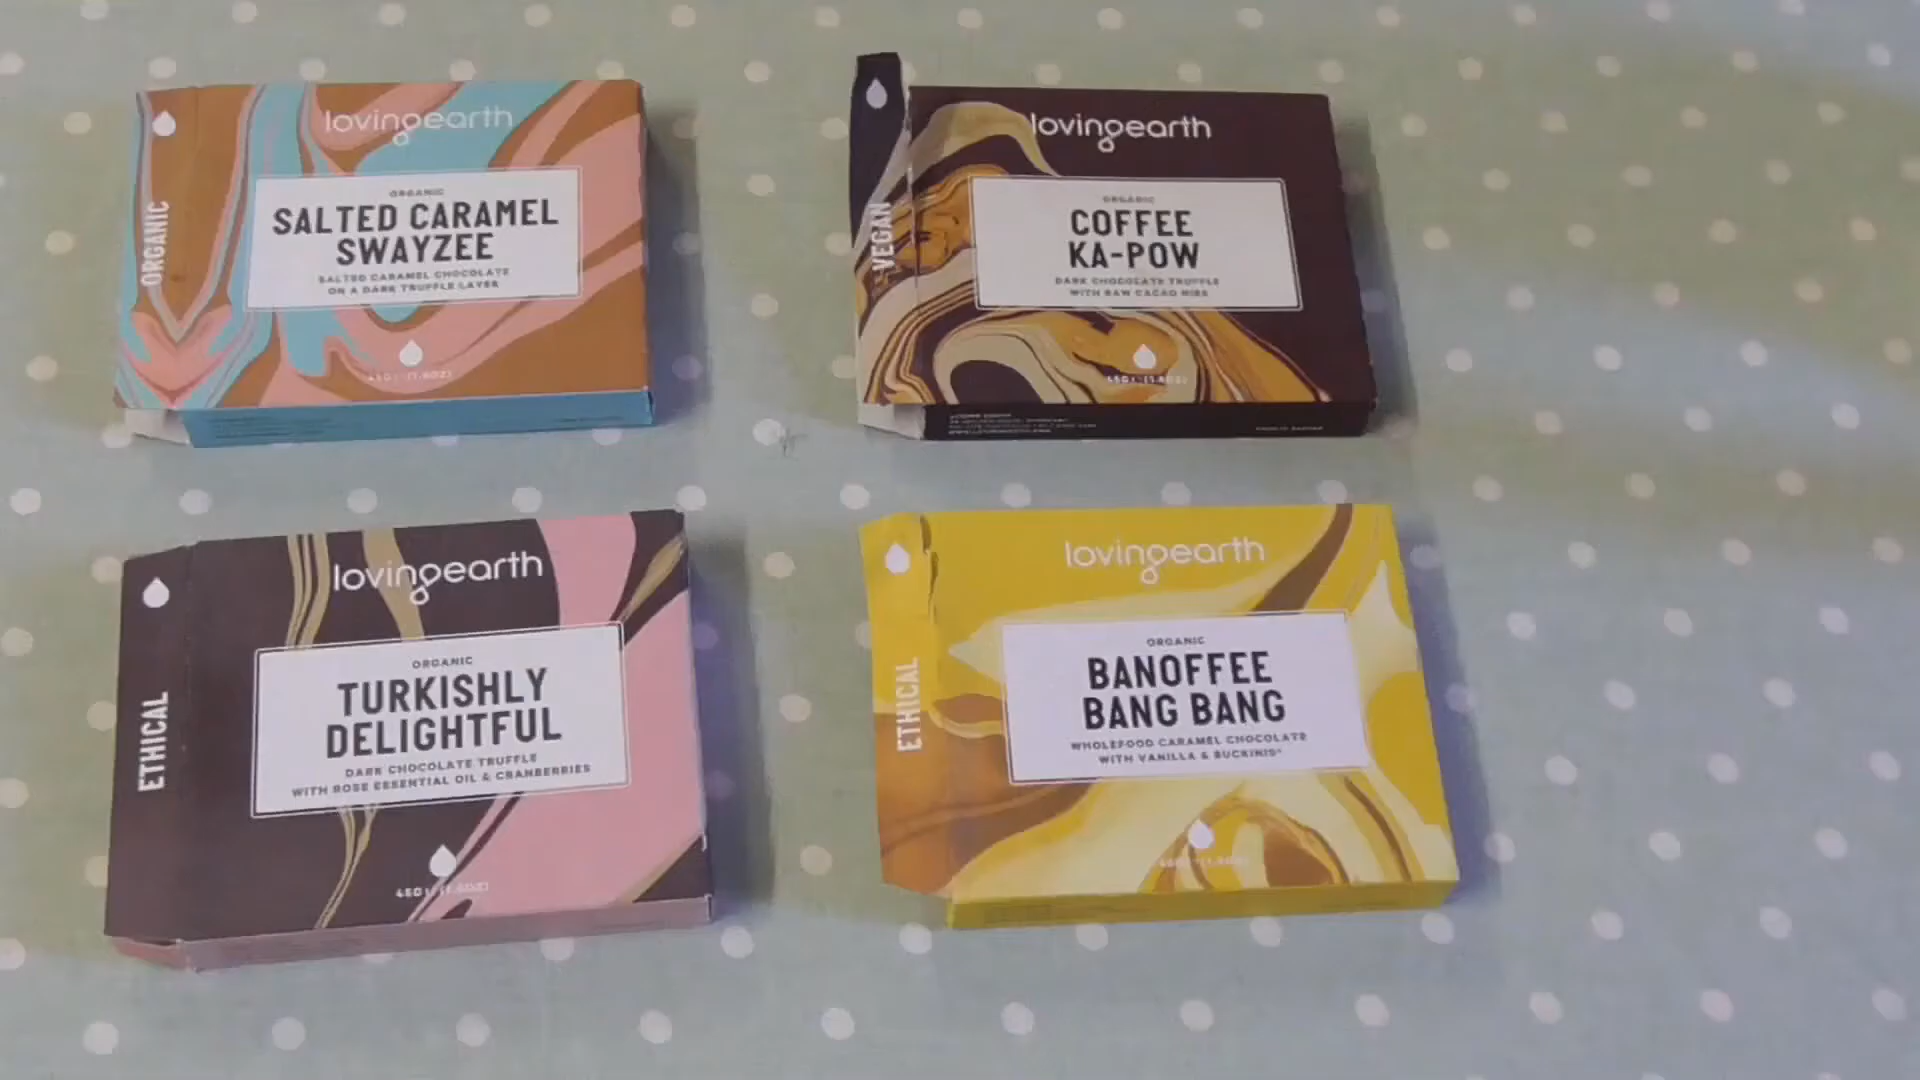 lovingearth
ORGANIC
ORGANIC
SALTED CARAMEL
SWAYZEE
SALTED CARAMEL CHOCOLATE
ON A DARK TRUFFLE LAYER
lovingearth
VEGAN
ORGANIC
COFFEE
KA-POW
DARK CHOCOLATE TRUFFLE
WITH RAW CACAO NIBS
lovingearth
ETHICAL
ORGANIC
TURKISHLY
DELIGHTFUL
DARK CHOCOLATE TRUFFLE
WITH ROSE ESSENTIAL OIL & CRANBERRIES
lovingearth
ETHICAL
ORGANIC
BANOFFEE
BANG BANG
WHOLEFOOD CARAMEL CHOCOLATE
WITH VANILLA & BUCKINIS